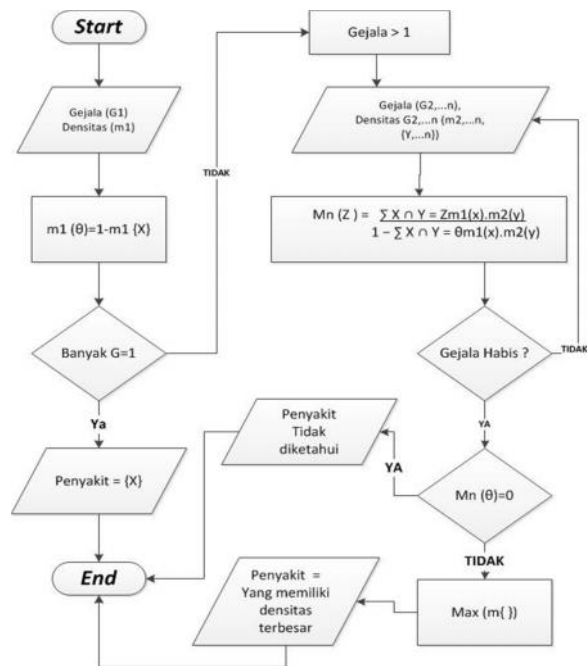 Start
Gejala (G1)
Densitas (m1)
m1 (θ)=1-m1 {X}
Banyak G=1
Ya
Penyakit = {X}
End
TIDAK
Gejala > 1
Gejala (G2,...n),
Densitas G2,...n {m2,...n,
{Y,...n})
Mn (Z ) = ∑ X ∩ Y = Zm1(x).m2(y)
1 − ∑ X ∩ Y = θm1(x).m2(y)
Gejala Habis ?
TIDAK
YA
Mn (θ)=0
YA
Penyakit
Tidak
diketahui
TIDAK
Max (m{ })
Penyakit =
Yang memiliki
densitas
terbesar